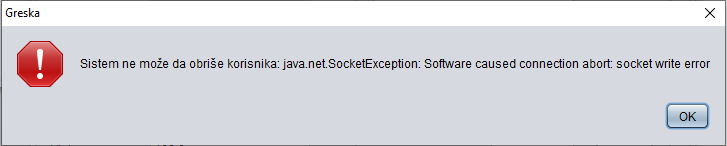 Greska
Sistem ne može da obriše korisnika: java.net.SocketException: Software caused connection abort: socket write error
OK